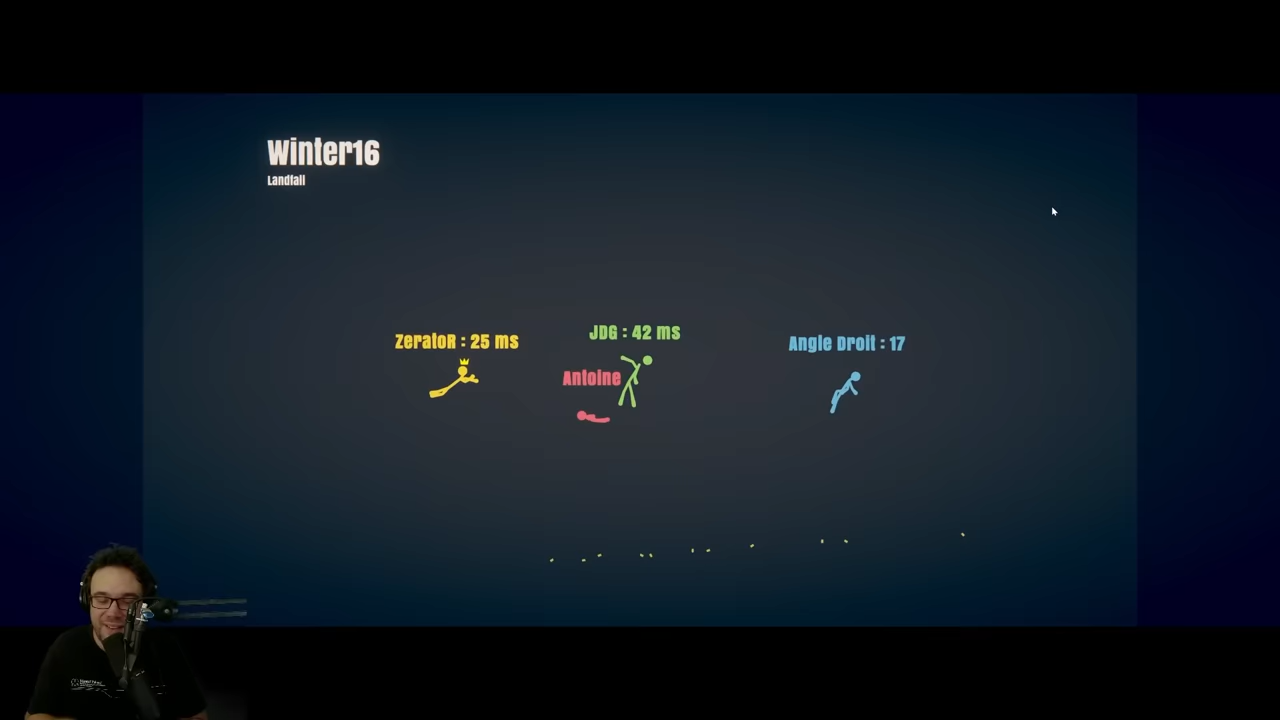 Winter16
Landfall
ZeratoR : 25 ms
JDG : 42 ms
Angle Droit : 17
Antoine